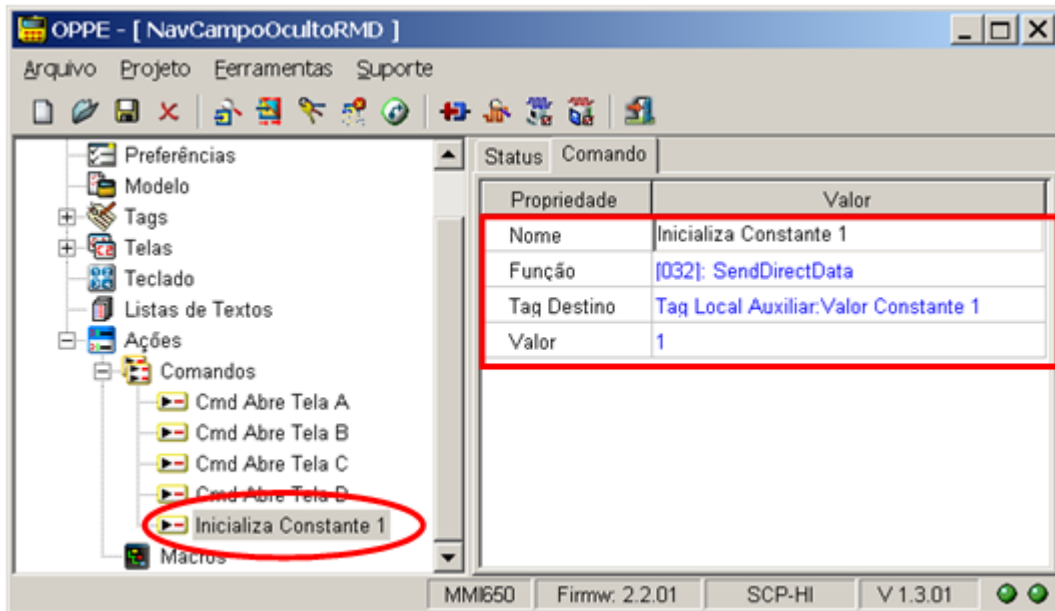 OPPE - [ NavCampoOcultoRMD ]
Arquivo Projeto Ferramentas Suporte
Preferências
Modelo
Tags
Telas
Teclado
Listas de Textos
Ações
Comandos
Cmd Abre Tela A
Cmd Abre Tela B
Cmd Abre Tela C
Cmd Abre Tela D
Inicializa Constante 1
Macros
Status Comando
Propriedade Valor
Nome Inicializa Constante 1
Função [032]: SendDirectData
Tag Destino Tag Local Auxiliar:Valor Constante 1
Valor 1
MMI650 Firmw: 2.2.01 SCP-HI V 1.3.01